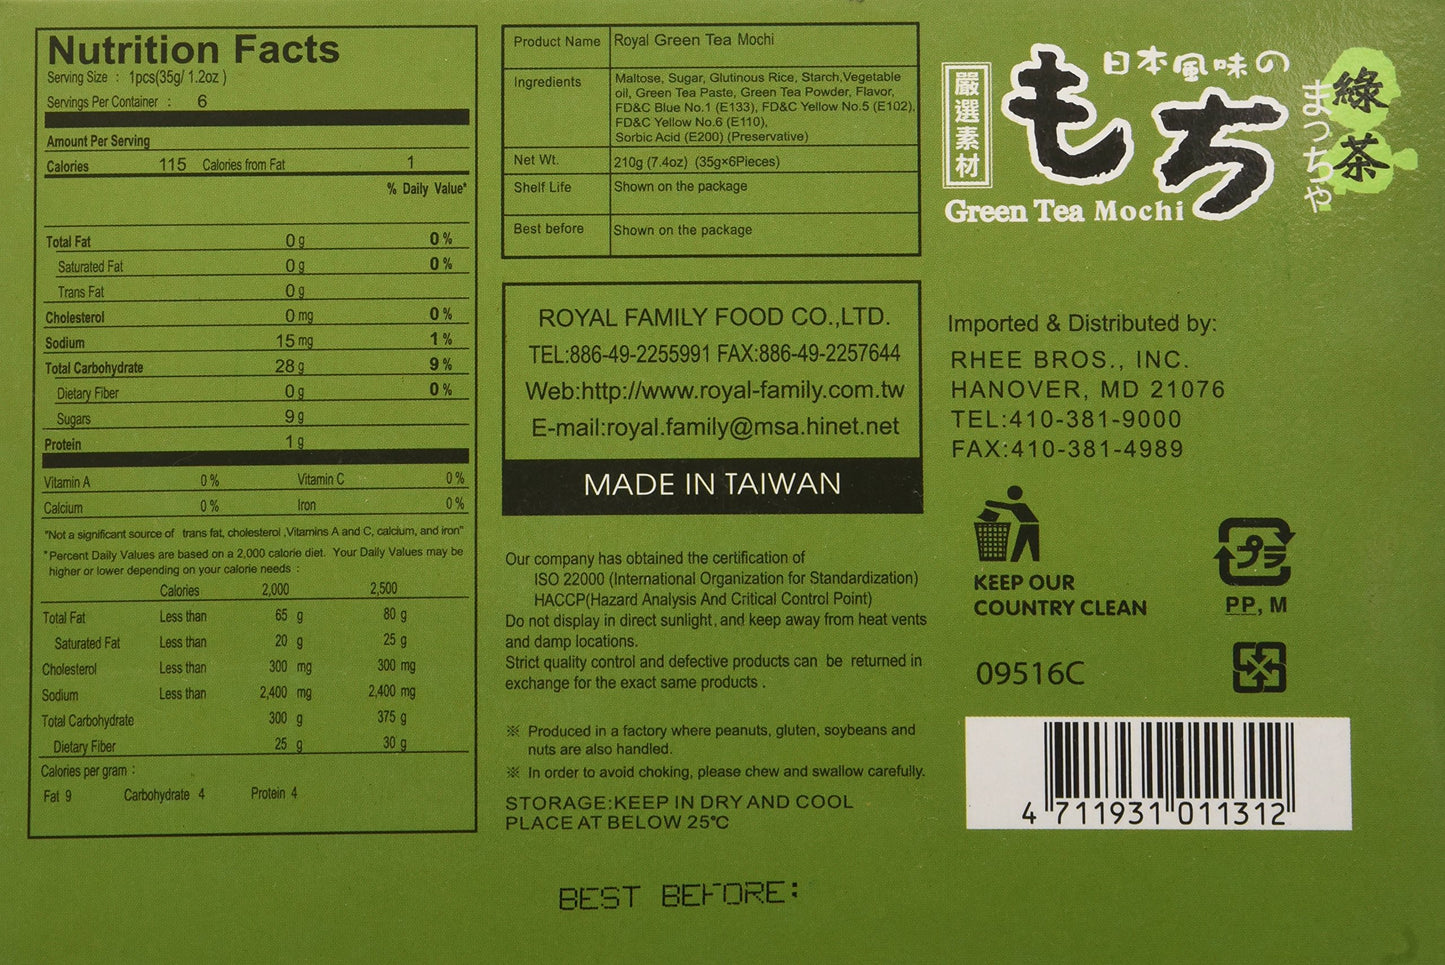 Nutrition Facts
Serving Size : 1pcs(35g/ 1.2oz )
Servings Per Container : 6
Amount Per Serving
Calories 115 Calories from Fat 1
% Daily Value*
Total Fat 0 g 0 %
Saturated Fat 0 g 0 %
Trans Fat 0 g
Cholesterol 0 mg 0 %
Sodium 15 mg 1 %
Total Carbohydrate 28 g 9 %
Dietary Fiber 0 g 0 %
Sugars 9 g
Protein 1 g
Vitamin A 0 % Vitamin C 0 %
Calcium 0 % Iron 0 %
"Not a significant source of trans fat, cholesterol ,Vitamins A and C, calcium, and iron"
*Percent Daily Values are based on a 2,000 calorie diet. Your Daily Values may be
higher or lower depending on your calorie needs :
Calories 2,000 2,500
Total Fat Less than 65 g 80 g
Saturated Fat Less than 20 g 25 g
Cholesterol Less than 300 mg 300 mg
Sodium Less than 2,400 mg 2,400 mg
Total Carbohydrate 300 g 375 g
Dietary Fiber 25 g 30 g
Calories per gram :
Fat 9 Carbohydrate 4 Protein 4
Product Name Royal Green Tea Mochi
Ingredients Maltose, Sugar, Glutinous Rice, Starch,Vegetable
oil, Green Tea Paste, Green Tea Powder, Flavor,
FD&C Blue No.1 (E133), FD&C Yellow No.5 (E102),
FD&C Yellow No.6 (E110),
Sorbic Acid (E200) (Preservative)
Net Wt. 210g (7.4oz) (35g×6Pieces)
Shelf Life Shown on the package
Best before Shown on the package
ROYAL FAMILY FOOD CO.,LTD.
TEL:886-49-2255991 FAX:886-49-2257644
Web:http://www.royal-family.com.tw
E-mail:royal.family@msa.hinet.net
MADE IN TAIWAN
Our company has obtained the certification of
ISO 22000 (International Organization for Standardization)
HACCP(Hazard Analysis And Critical Control Point)
Do not display in direct sunlight, and keep away from heat vents
and damp locations.
Strict quality control and defective products can be returned in
exchange for the exact same products .
※ Produced in a factory where peanuts, gluten, soybeans and
nuts are also handled.
※ In order to avoid choking, please chew and swallow carefully.
STORAGE:KEEP IN DRY AND COOL
PLACE AT BELOW 25℃
BEST BEFORE:
嚴選素材
日本風味の
もち
綠茶
まっちゃ
Green Tea Mochi
Imported & Distributed by:
RHEE BROS., INC.
HANOVER, MD 21076
TEL:410-381-9000
FAX:410-381-4989
KEEP OUR
COUNTRY CLEAN
プラ
PP, M
09516C
4 711931 011312